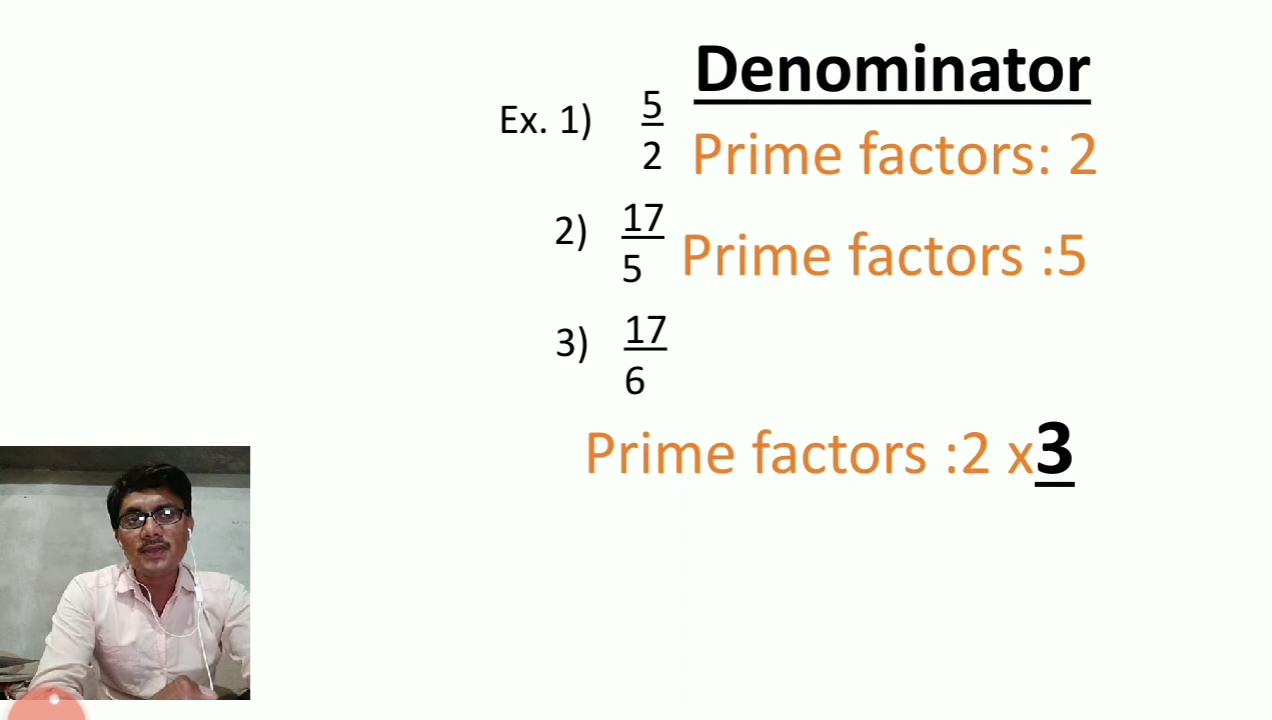 Denominator
Ex. 1) 5
2
Prime factors: 2
2) 17
5
Prime factors :5
3) 17
6
Prime factors :2 x3